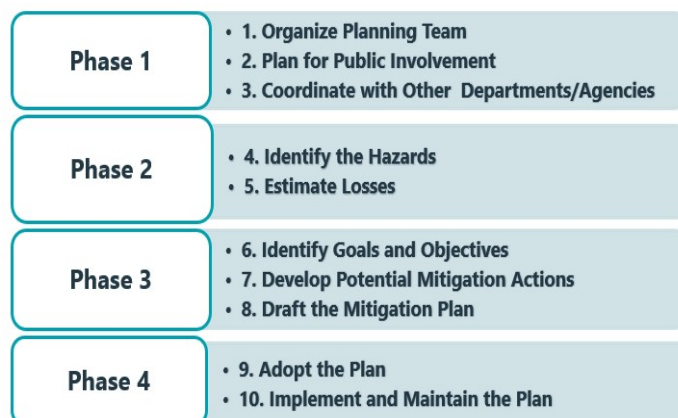 Phase 1
• 1. Organize Planning Team
• 2. Plan for Public Involvement
• 3. Coordinate with Other Departments/Agencies
Phase 2
• 4. Identify the Hazards
• 5. Estimate Losses
Phase 3
• 6. Identify Goals and Objectives
• 7. Develop Potential Mitigation Actions
• 8. Draft the Mitigation Plan
Phase 4
• 9. Adopt the Plan
• 10. Implement and Maintain the Plan